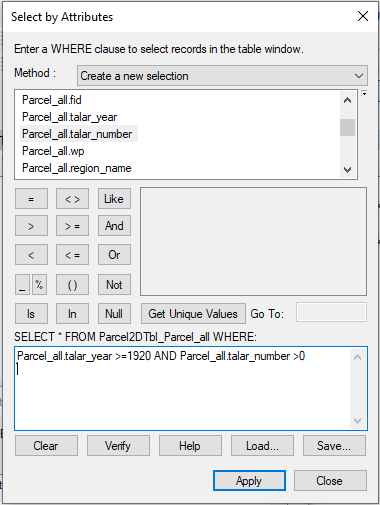 Select by Attributes
Enter a WHERE clause to select records in the table window.
Method : Create a new selection
Parcel_all.fid
Parcel_all.talar_year
Parcel_all.talar_number
Parcel_all.wp
Parcel_all.region_name
= < > Like
> > = And
< < = Or
_ % ( ) Not
Is In Null Get Unique Values Go To:
SELECT * FROM Parcel2DTbl_Parcel_all WHERE:
Parcel_all.talar_year >=1920 AND Parcel_all.talar_number >0
Clear Verify Help Load... Save...
Apply Close